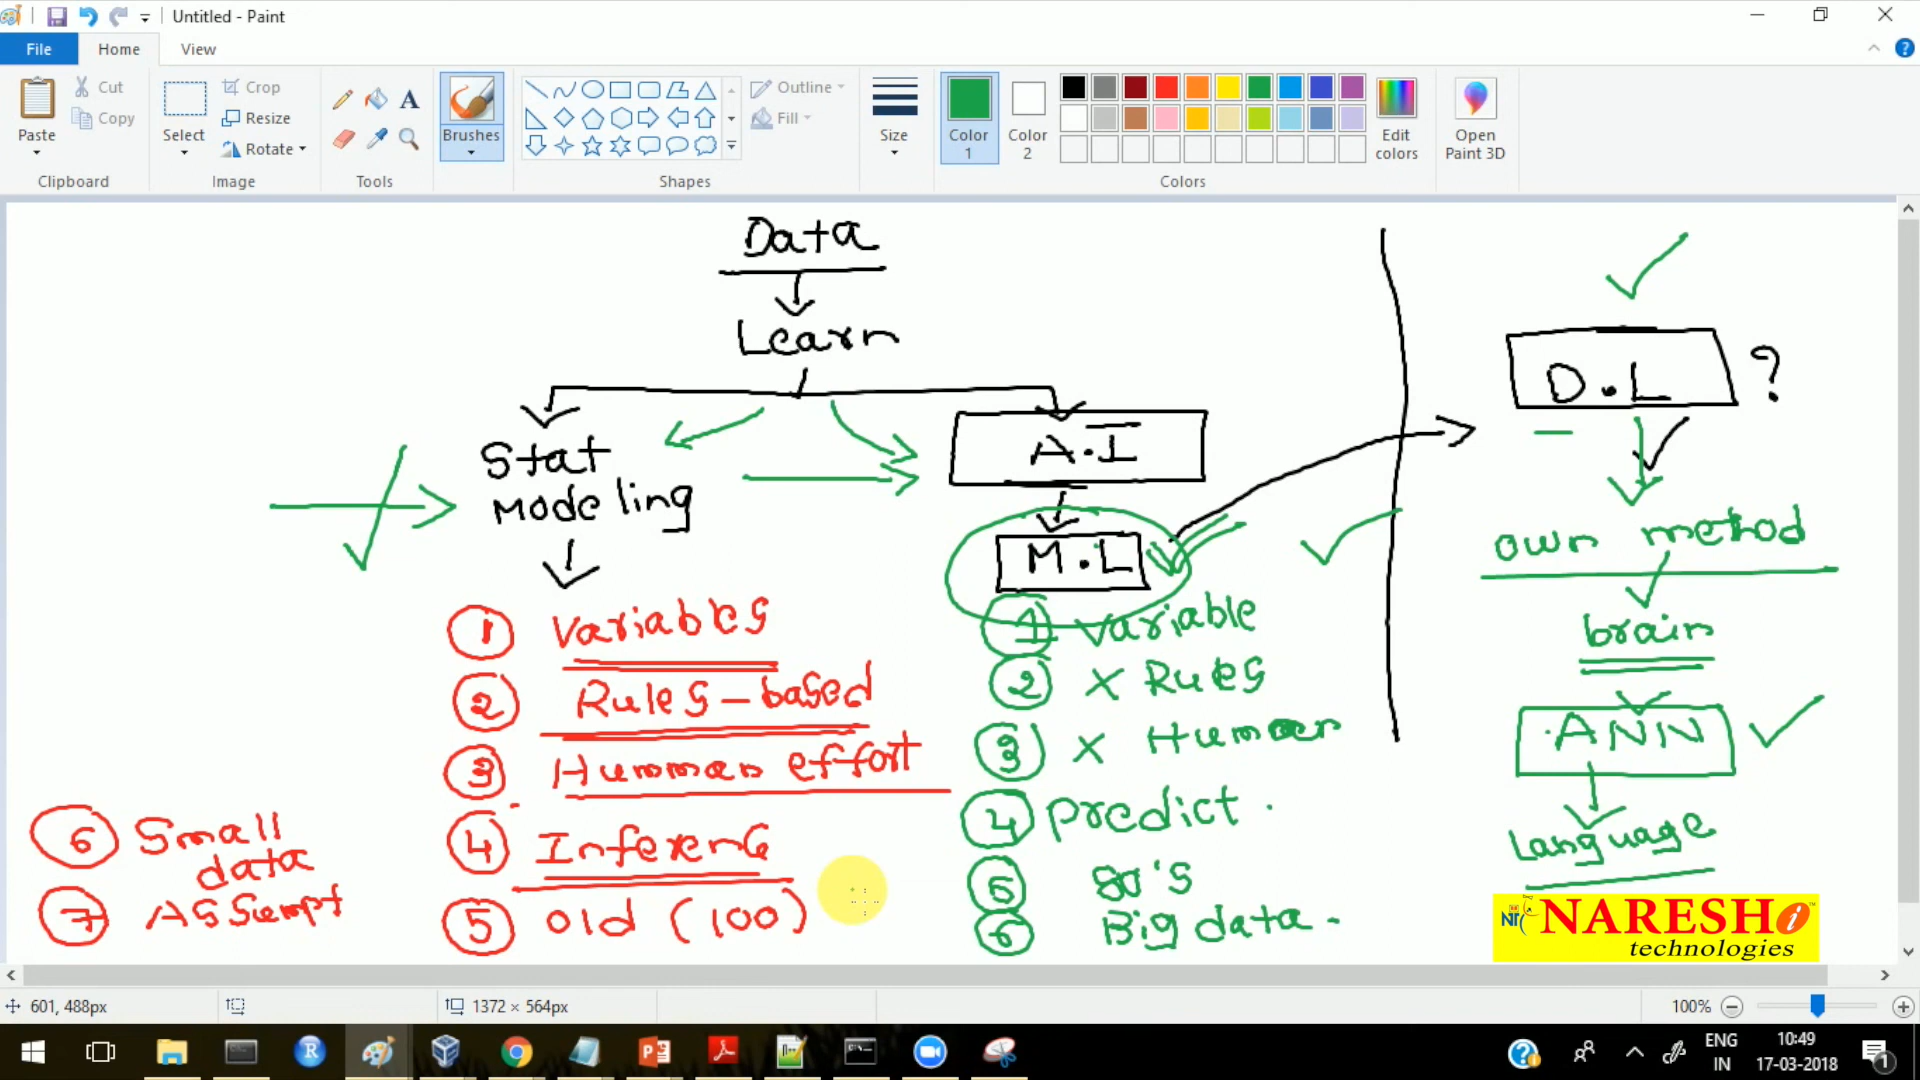 Untitled - Paint
File
Home
View
Paste
Cut
Copy
Clipboard
Select
Crop
Resize
Rotate
Image
A
Tools
Brushes
Shapes
Outline
Fill
Size
Color 1
Color 2
Edit colors
Colors
Open Paint 3D
Data
Learn
Stat
modeling
A.I
M.L
D.L ?
① Variables
② Rules-based
③ Humman effort
④ Inference
⑤ old (100)
⑥ Small data
⑦ Assumpt
① variable
② x Rules
③ x Human
④ predict.
⑤ 80's
⑥ Big data.
own method
brain
ANN
Language
NARESH i
technologies
601, 488px
1372 × 564px
100%
ENG
IN
10:49
17-03-2018
1